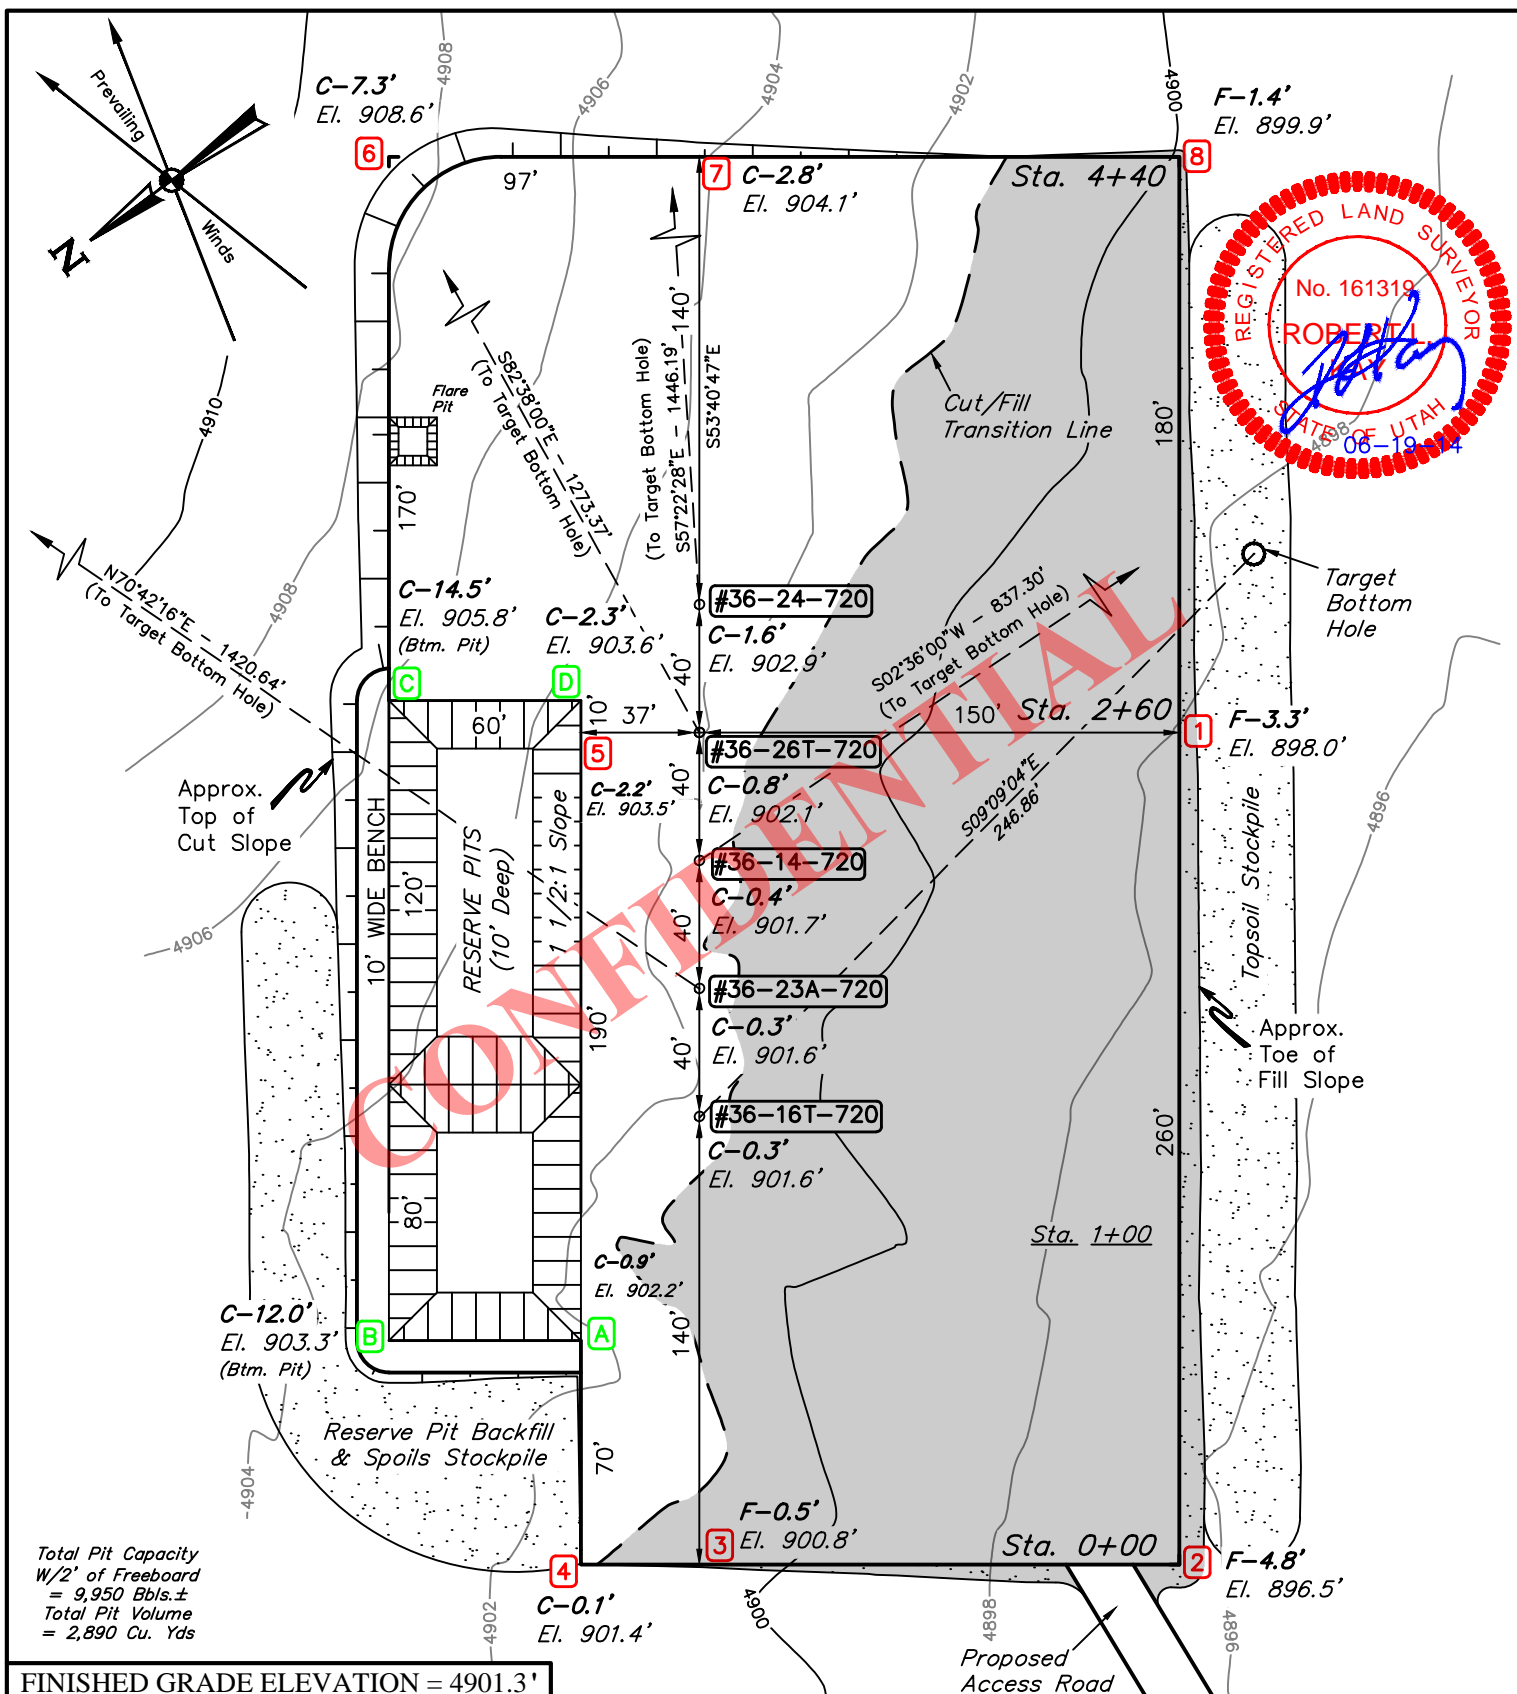 C-7.3'
El. 908.6'
F-1.4'
El. 899.9'
4908
4906
4904
4902
4900
Prevailing
Winds
N
6
7
8
97'
C-2.8'
El. 904.1'
Sta. 4+40
REGISTERED LAND SURVEYOR
No. 161319
ROBERT L.
KAY
STATE OF UTAH
06-19-14
4898
4910
Flare
Pit
170'
S82°38'00"E - 1273.37'
(To Target Bottom Hole)
(To Target Bottom Hole)
S57°22'28"E - 1446.19'
140'
S53°40'47"E
Cut/Fill
Transition Line
180'
N70°42'16"E - 1420.64'
(To Target Bottom Hole)
4908
C-14.5'
El. 905.8'
(Btm. Pit)
C-2.3'
El. 903.6'
#36-24-720
C-1.6'
El. 902.9'
40'
S02°36'00"W - 837.30'
(To Target Bottom Hole)
Target
Bottom
Hole
C
D
10'
37'
60'
150'
Sta. 2+60
1
F-3.3'
El. 898.0'
5
#36-26T-720
C-2.2'
El. 903.5'
40'
C-0.8'
El. 902.1'
S09°09'04"E
246.86'
Approx.
Top of
Cut Slope
10' WIDE BENCH
120'
RESERVE PITS
(10' Deep)
1 1/2:1 Slope
#36-14-720
C-0.4'
El. 901.7'
40'
4896
Topsoil Stockpile
4906
#36-23A-720
C-0.3'
El. 901.6'
40'
190'
Approx.
Toe of
Fill Slope
CONFIDENTIAL
#36-16T-720
C-0.3'
El. 901.6'
260'
80'
Sta. 1+00
C-0.9'
El. 902.2'
C-12.0'
El. 903.3'
(Btm. Pit)
B
A
140'
Reserve Pit Backfill
& Spoils Stockpile
70'
4904
F-0.5'
El. 900.8'
3
Sta. 0+00
2
F-4.8'
El. 896.5'
4
C-0.1'
El. 901.4'
4902
4900
4898
4896
Total Pit Capacity
W/2' of Freeboard
= 9,950 Bbls.±
Total Pit Volume
= 2,890 Cu. Yds
Proposed
Access Road
FINISHED GRADE ELEVATION = 4901.3'